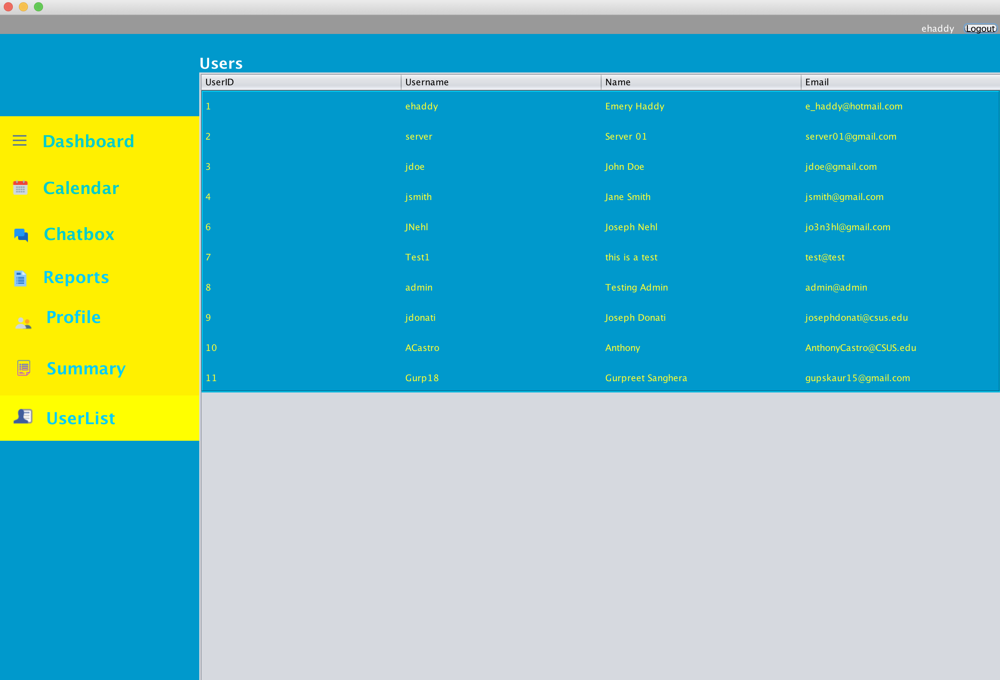 ehaddy Logout
Users
UserID Username Name Email
1 ehaddy Emery Haddy e_haddy@hotmail.com
2 server Server 01 server01@gmail.com
3 jdoe John Doe jdoe@gmail.com
4 jsmith Jane Smith jsmith@gmail.com
6 JNehl Joseph Nehl jo3n3hl@gmail.com
7 Test1 this is a test test@test
8 admin Testing Admin admin@admin
9 jdonati Joseph Donati josephdonati@csus.edu
10 ACastro Anthony AnthonyCastro@CSUS.edu
11 Gurp18 Gurpreet Sanghera gupskaur15@gmail.com
Dashboard
Calendar
Chatbox
Reports
Profile
Summary
UserList